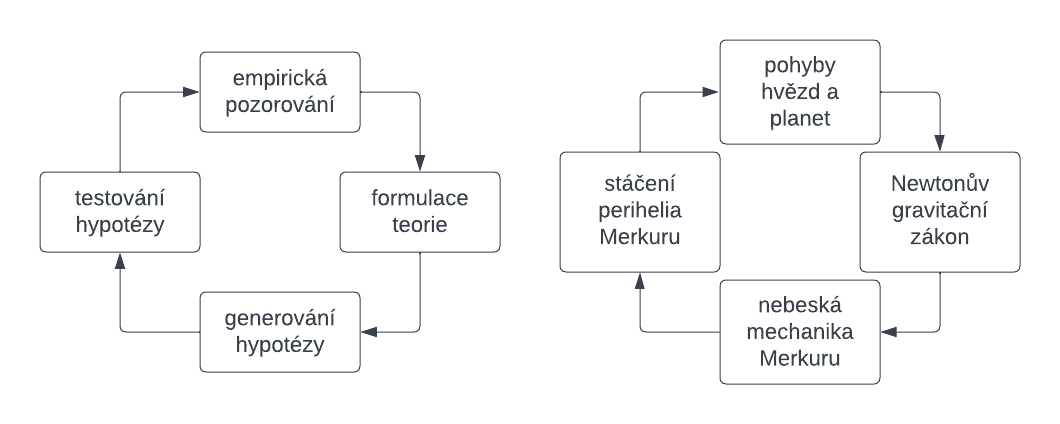 empirická
pozorování
formulace
teorie
generování
hypotézy
testování
hypotézy
pohyby
hvězd a
planet
Newtonův
gravitační
zákon
nebeská
mechanika
Merkuru
stáčení
perihelia
Merkuru